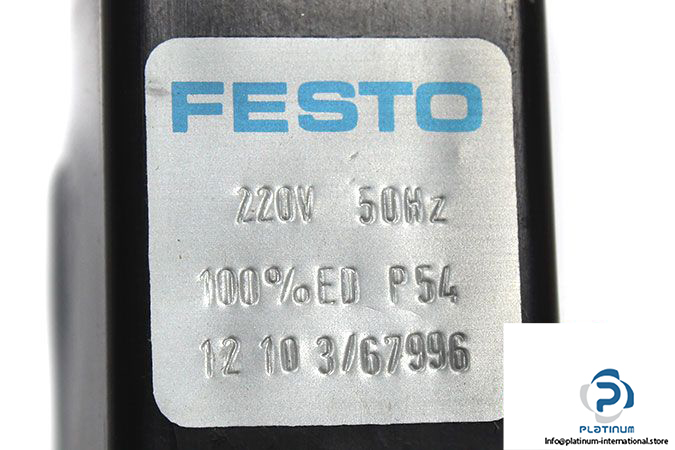 FESTO
220V 50Hz
100%ED P54
12 10 3/67996
PLATINUM
Info@platinum-international.store